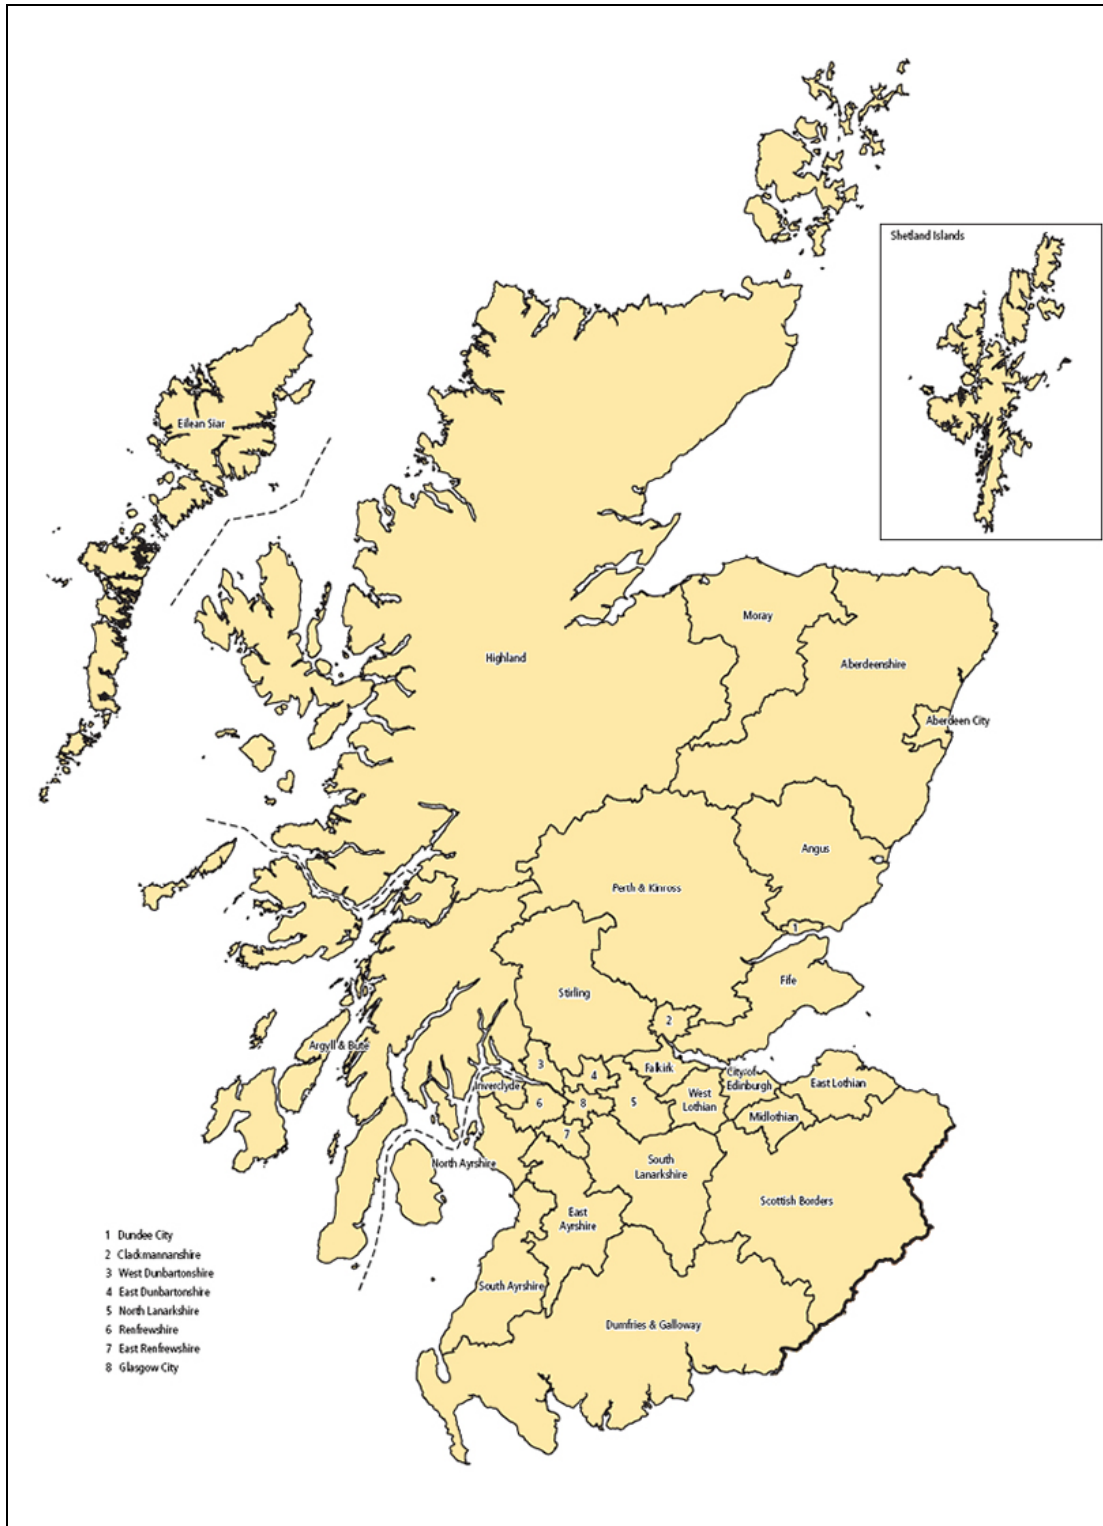 Shetland Islands
Eilean Siar
Moray
Highland
Aberdeenshire
Aberdeen City
Angus
Perth & Kinross
1
Fife
Stirling
2
Argyll & Bute
3
Falkirk
4
City of
Edinburgh
East Lothian
Inverclyde
West
Lothian
6
8
5
Midlothian
7
North Ayrshire
South
Lanarkshire
Scottish Borders
East
Ayrshire
South Ayrshire
Dumfries & Galloway
1 Dundee City
2 Clackmannanshire
3 West Dunbartonshire
4 East Dunbartonshire
5 North Lanarkshire
6 Renfrewshire
7 East Renfrewshire
8 Glasgow City